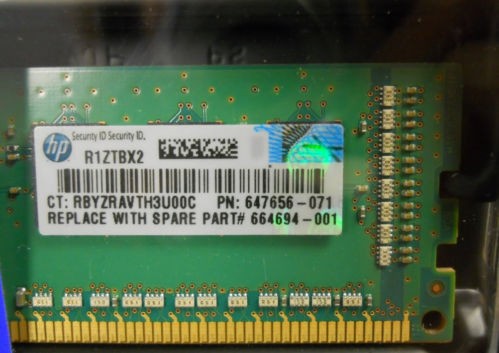 hp Security ID Security ID.
R1ZTBX2
CT: RBYZRAVTH3U00C PN: 647656-071
REPLACE WITH SPARE PART# 664694-001